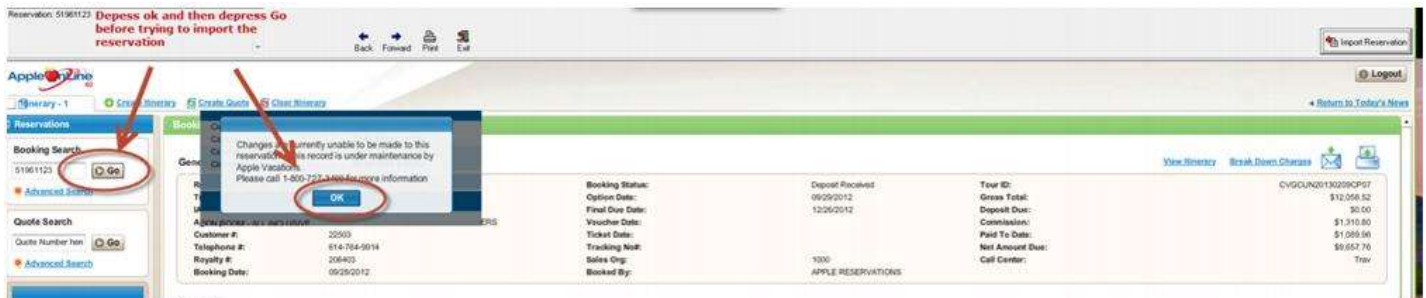 Reservation: 51961123
Depess ok and then depress Go
before trying to import the
reservation
Back Forward Print Exit
Import Reservation
Apple OnLine
Logout
Itinerary - 1 Create Itinerary Create Quote Clear Itinerary
Return to Today's News
Reservations
Booking Search
51961123 Go
Advanced Search
Changes are currently unable to be made to this
reservation. This record is under maintenance by
Apple Vacations.
Please call 1-800-727-3400 for more information
OK
View Itinerary Break Down Charges
Booking Status: Deposit Received Tour ID: CVGCUN20130209CP07
Option Date: 09/29/2012 Gross Total: $12,058.52
Final Due Date: 12/26/2012 Deposit Due: $0.00
Quote Search
Voucher Date: Commission: $1,310.80
Quote Number here Go
Customer #: 22503 Ticket Date: Paid To Date: $1,089.96
Telephone #: 614-764-9914 Tracking No#: Net Amount Due: $9,657.76
Advanced Search
Royalty #: 206403 Sales Org: 1000 Call Center: Trav
Booking Date: 09/28/2012 Booked By: APPLE RESERVATIONS